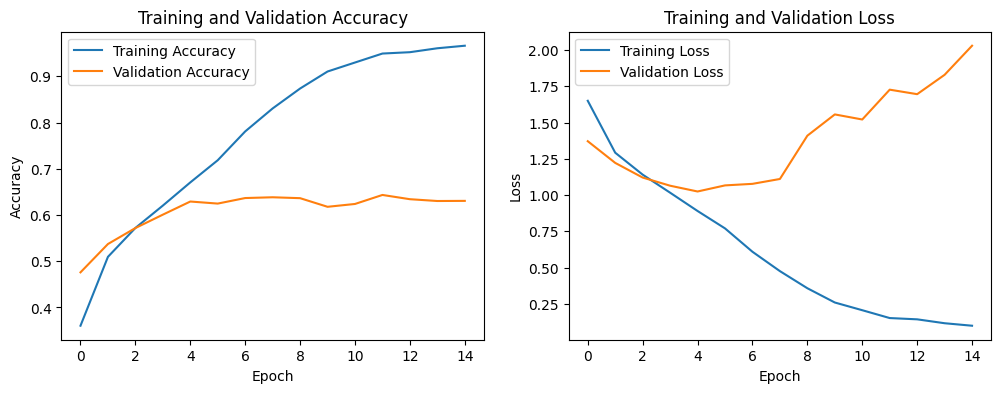 Training and Validation Accuracy
Training Accuracy
Validation Accuracy
0.9
0.8
0.7
0.6
0.5
0.4
Accuracy
0 2 4 6 8 10 12 14
Epoch
Training and Validation Loss
Training Loss
Validation Loss
2.00
1.75
1.50
1.25
1.00
0.75
0.50
0.25
Loss
0 2 4 6 8 10 12 14
Epoch